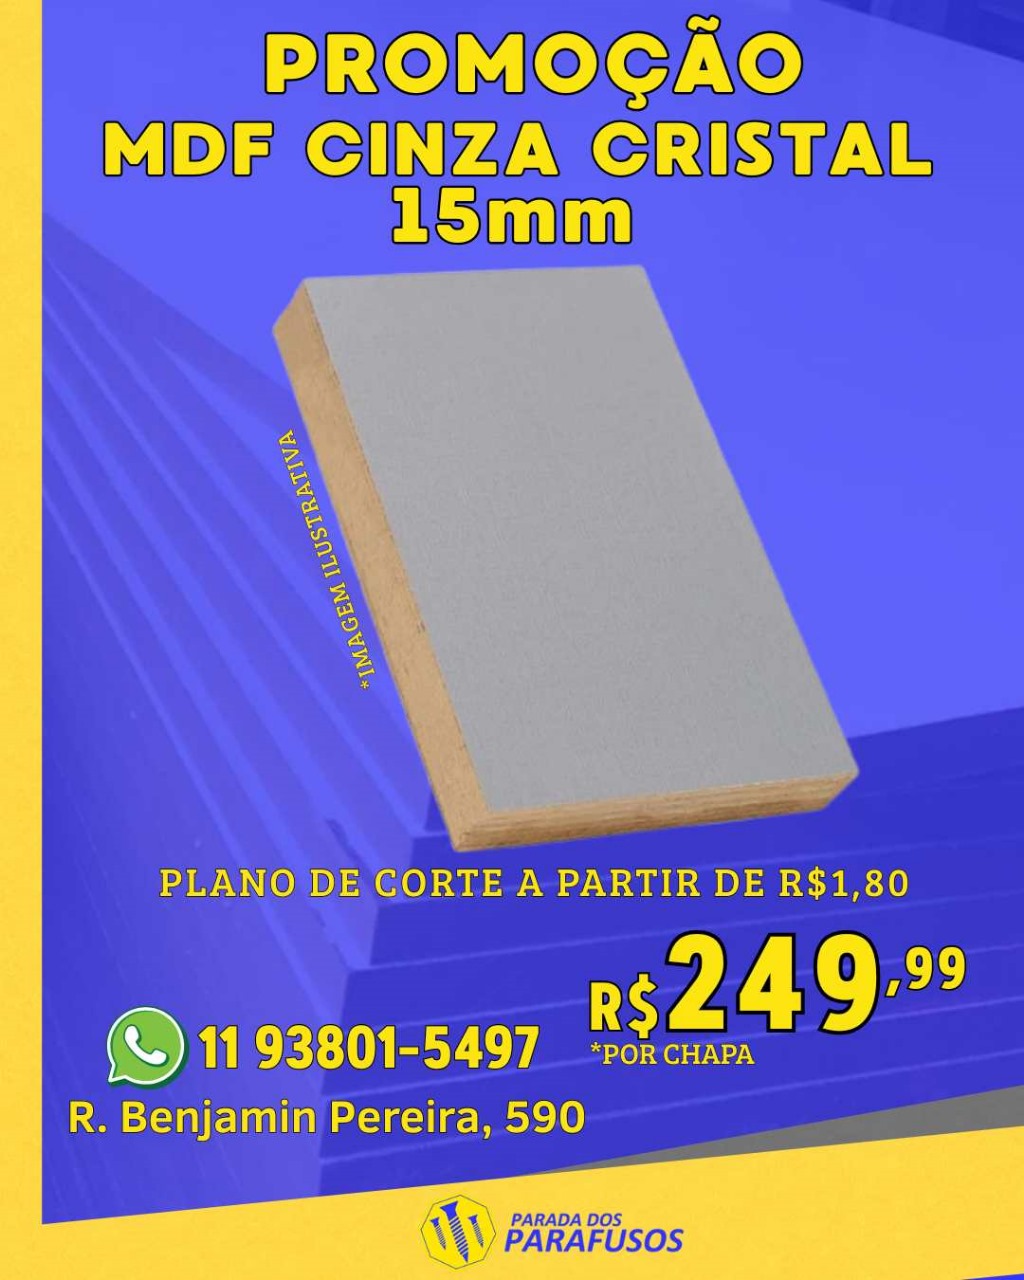 PROMOÇÃO
MDF CINZA CRISTAL
15mm
*IMAGEM ILUSTRATIVA
PLANO DE CORTE A PARTIR DE R$1,80
R$249,99
*POR CHAPA
11 93801-5497
R. Benjamin Pereira, 590
PARADA DOS
PARAFUSOS